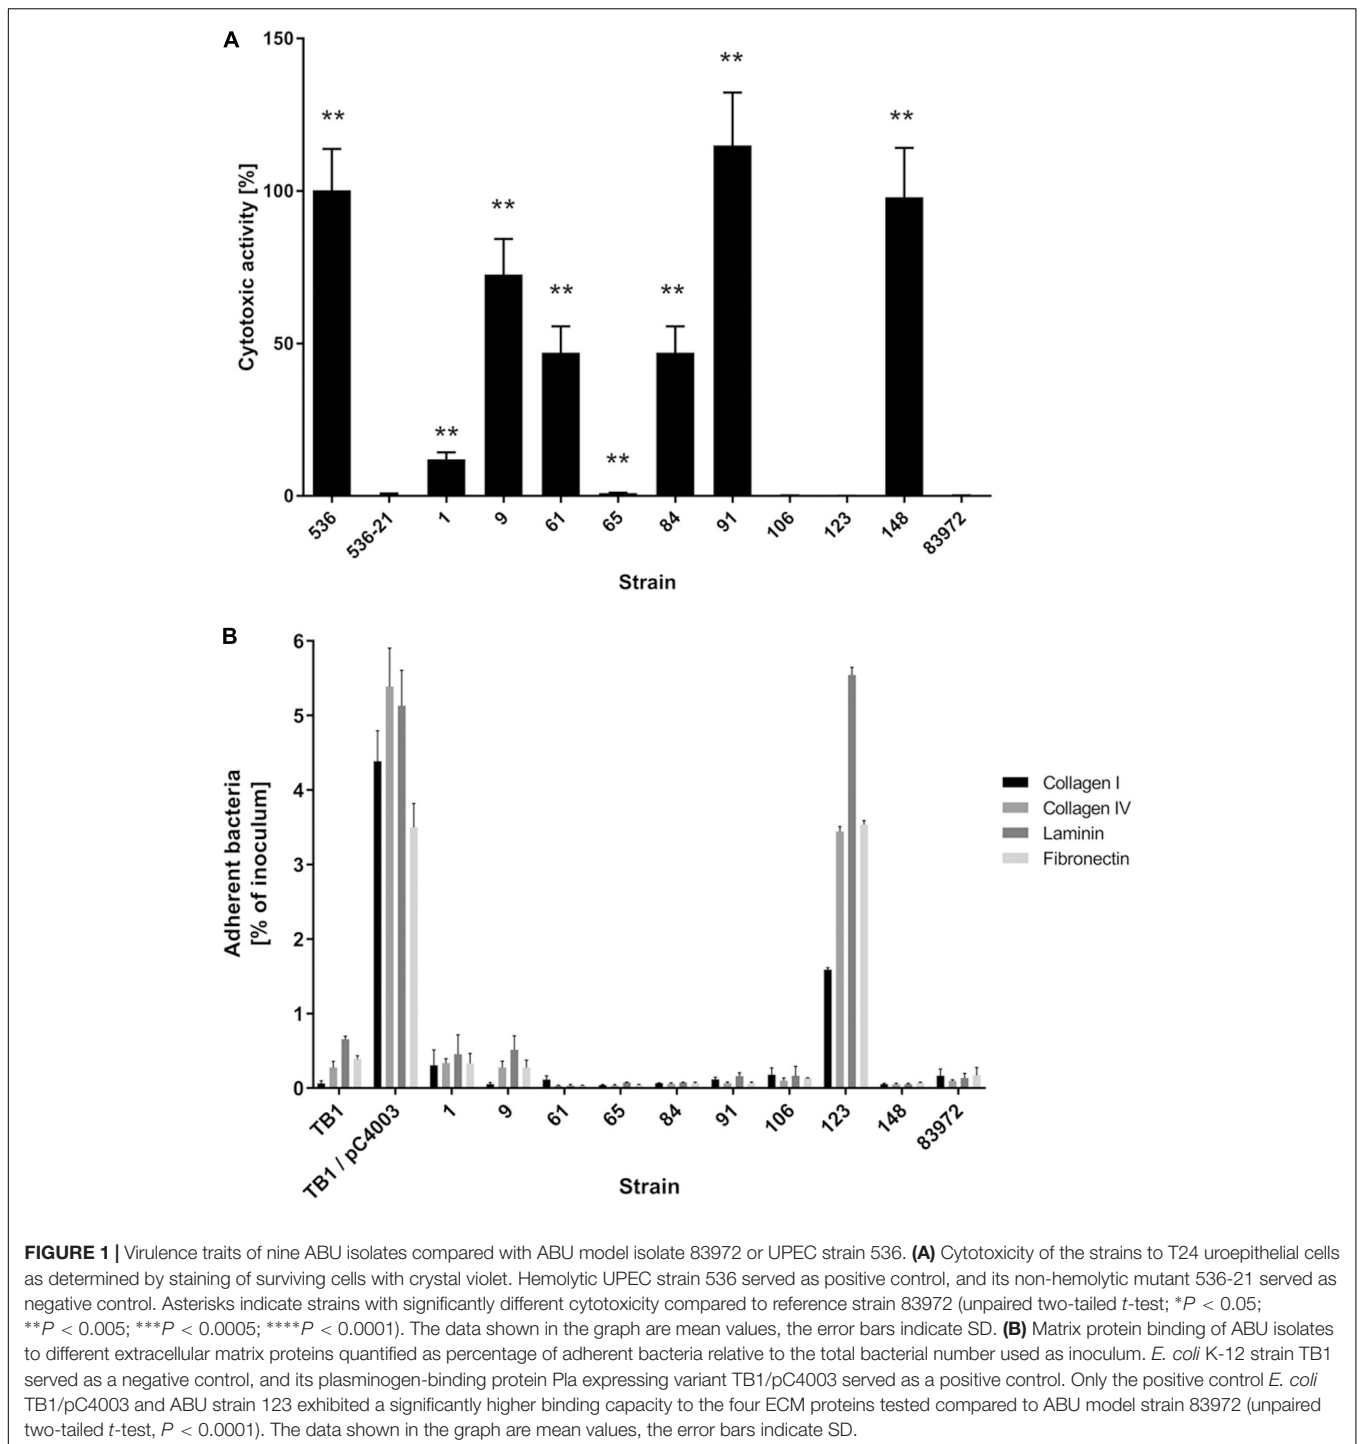 A
150
100
50
0
Cytotoxic activity [%]
**
**
**
**
**
**
**
**
536
536-21
1
9
61
65
84
91
106
123
148
83972
Strain
B
6
5
4
3
2
1
0
Adherent bacteria
[% of inoculum]
Collagen I
Collagen IV
Laminin
Fibronectin
TB1
TB1 / pC4003
1
9
61
65
84
91
106
123
148
83972
Strain
FIGURE 1 | Virulence traits of nine ABU isolates compared with ABU model isolate 83972 or UPEC strain 536. (A) Cytotoxicity of the strains to T24 uroepithelial cells
as determined by staining of surviving cells with crystal violet. Hemolytic UPEC strain 536 served as positive control, and its non-hemolytic mutant 536-21 served as
negative control. Asterisks indicate strains with significantly different cytotoxicity compared to reference strain 83972 (unpaired two-tailed t-test; *P < 0.05;
**P < 0.005; ***P < 0.0005; ****P < 0.0001). The data shown in the graph are mean values, the error bars indicate SD. (B) Matrix protein binding of ABU isolates
to different extracellular matrix proteins quantified as percentage of adherent bacteria relative to the total bacterial number used as inoculum. E. coli K-12 strain TB1
served as a negative control, and its plasminogen-binding protein Pla expressing variant TB1/pC4003 served as a positive control. Only the positive control E. coli
TB1/pC4003 and ABU strain 123 exhibited a significantly higher binding capacity to the four ECM proteins tested compared to ABU model strain 83972 (unpaired
two-tailed t-test, P < 0.0001). The data shown in the graph are mean values, the error bars indicate SD.